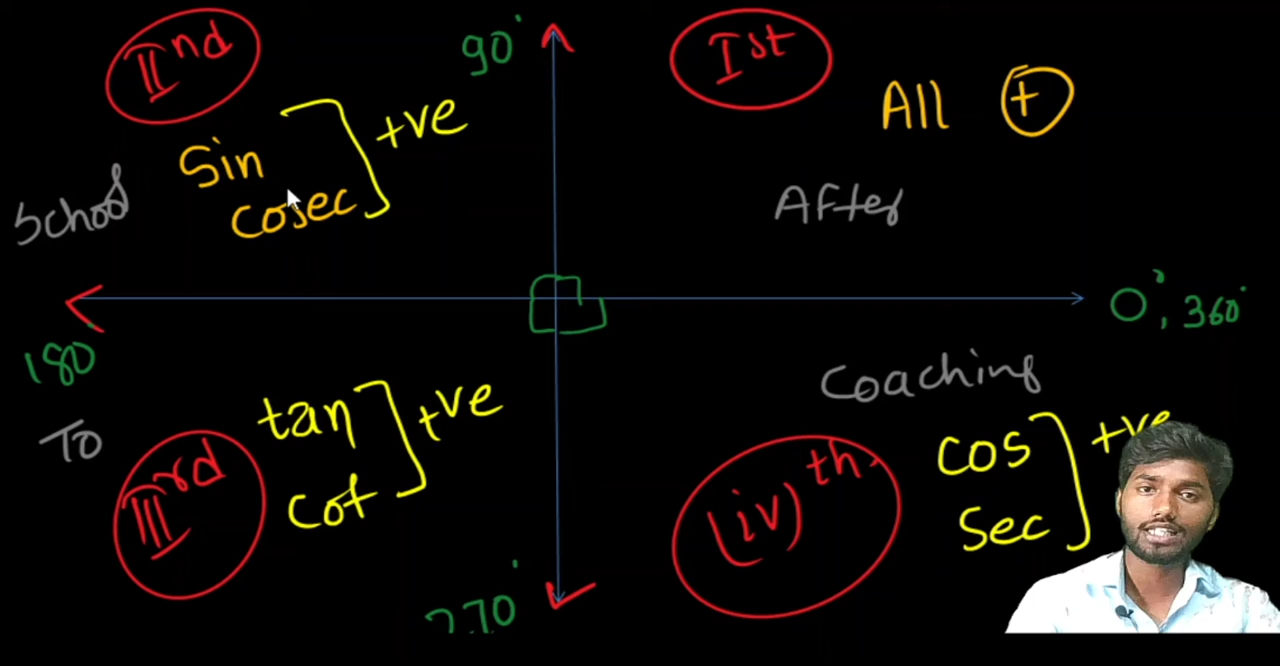 IInd
90°
Ist
All +
Sin
+ve
School
Cosec
After
0°, 360°
180
tan
+ve
Coaching
To
cot
IIIrd
cos
+ve
(iv)th
Sec
270°